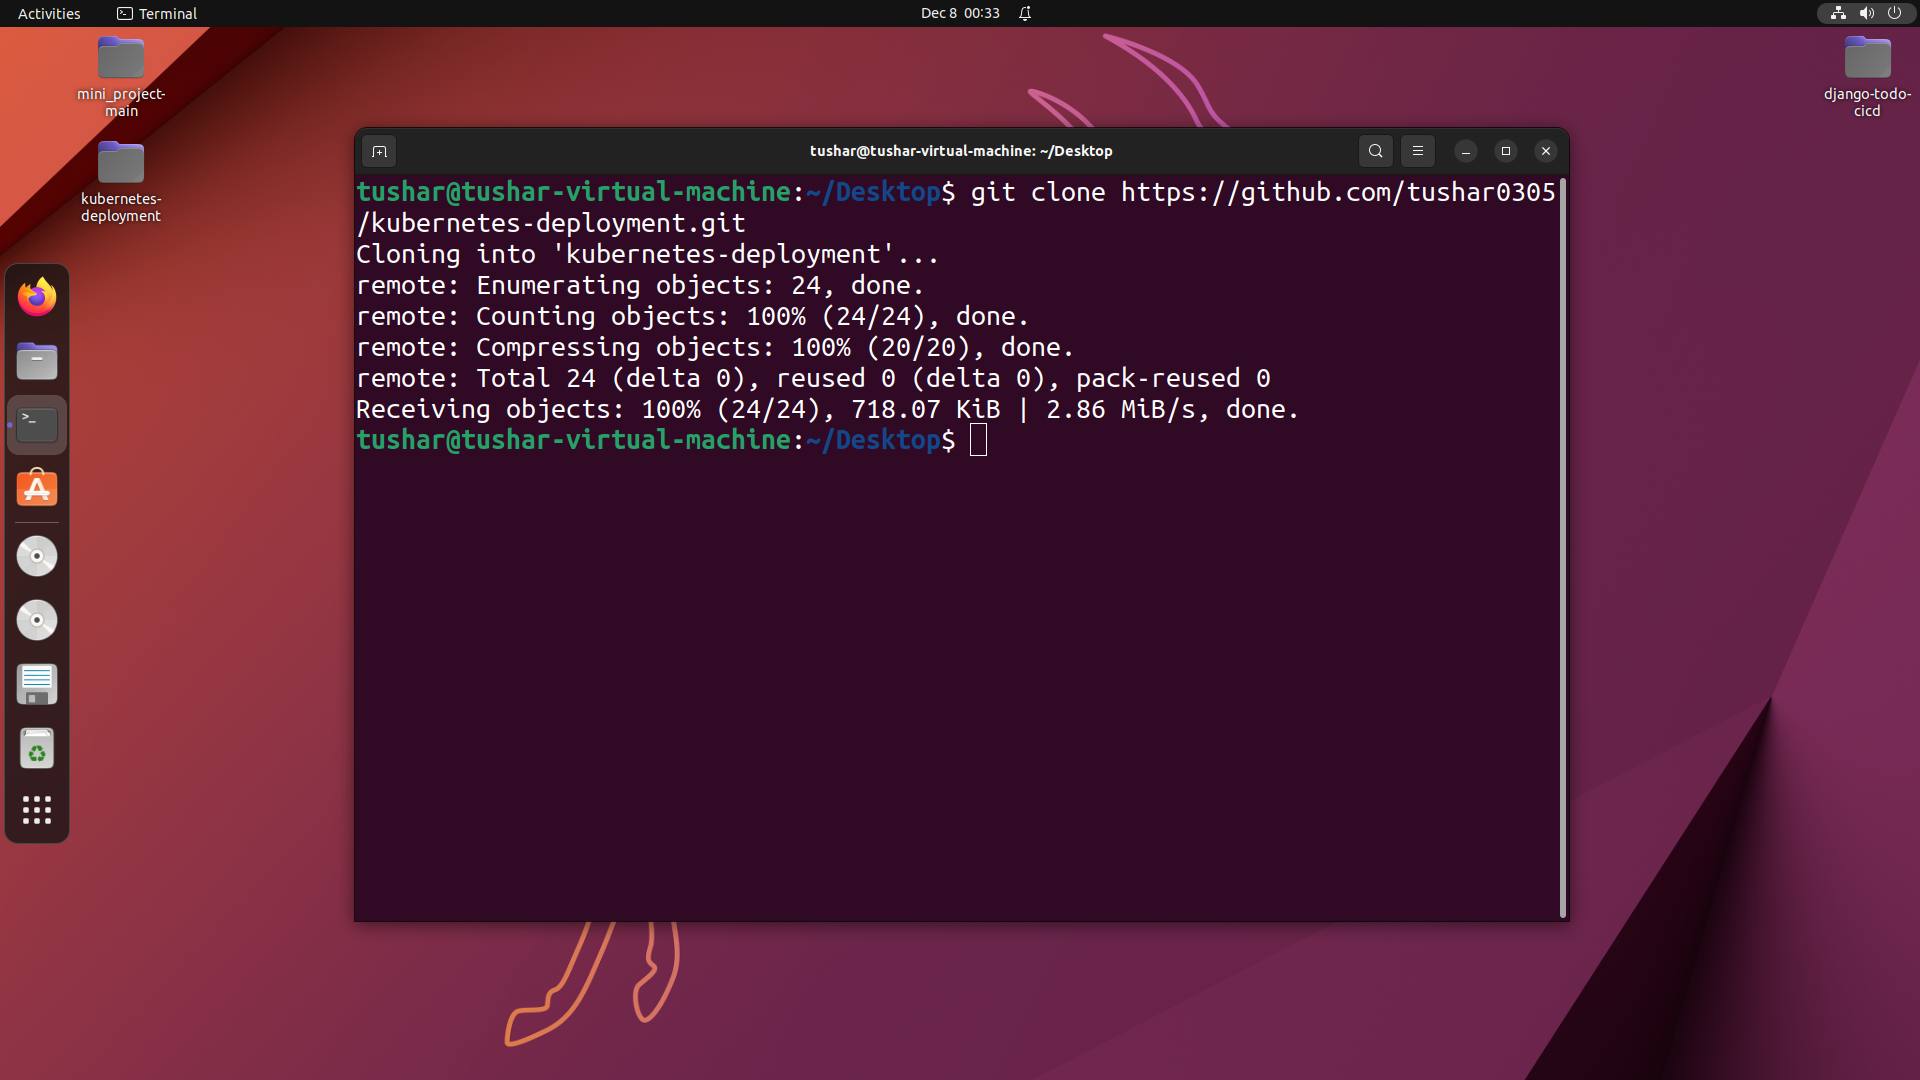 Activities
Terminal
Dec 8 00:33
mini_project-
main
kubernetes-
deployment
django-todo-
cicd
tushar@tushar-virtual-machine: ~/Desktop
tushar@tushar-virtual-machine:~/Desktop$ git clone https://github.com/tushar0305
/kubernetes-deployment.git
Cloning into 'kubernetes-deployment'...
remote: Enumerating objects: 24, done.
remote: Counting objects: 100% (24/24), done.
remote: Compressing objects: 100% (20/20), done.
remote: Total 24 (delta 0), reused 0 (delta 0), pack-reused 0
Receiving objects: 100% (24/24), 718.07 KiB | 2.86 MiB/s, done.
tushar@tushar-virtual-machine:~/Desktop$